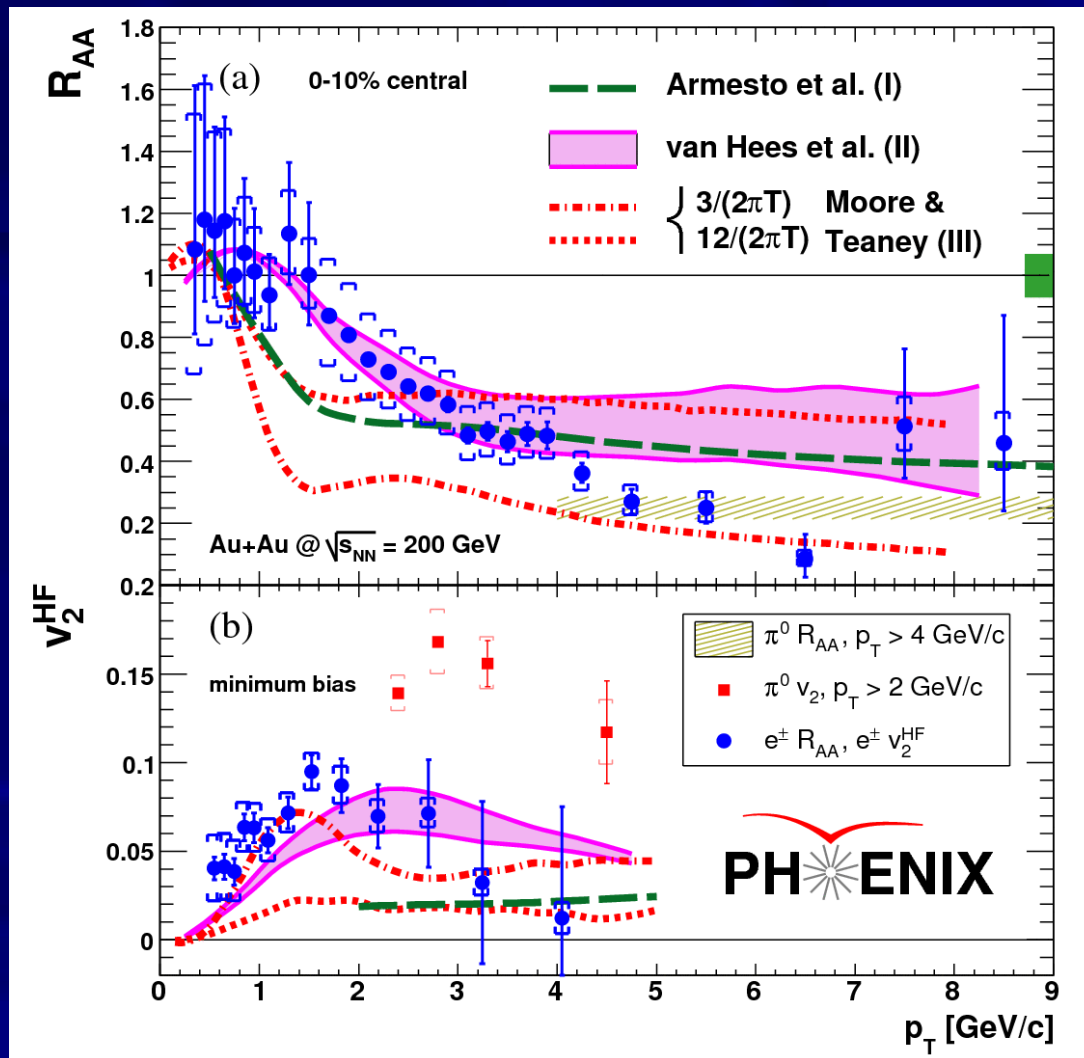 R_AA
1.8
1.6
1.4
1.2
1
0.8
0.6
0.4
0.2
(a) 0-10% central
Armesto et al. (I)
van Hees et al. (II)
3/(2πT) Moore &
12/(2πT) Teaney (III)
Au+Au @ √s_NN = 200 GeV
v_2^HF
0.2
0.15
0.1
0.05
0
(b)
minimum bias
π⁰ R_AA, p_T > 4 GeV/c
π⁰ v_2, p_T > 2 GeV/c
e± R_AA, e± v_2^HF
PHENIX
0 1 2 3 4 5 6 7 8 9
p_T [GeV/c]